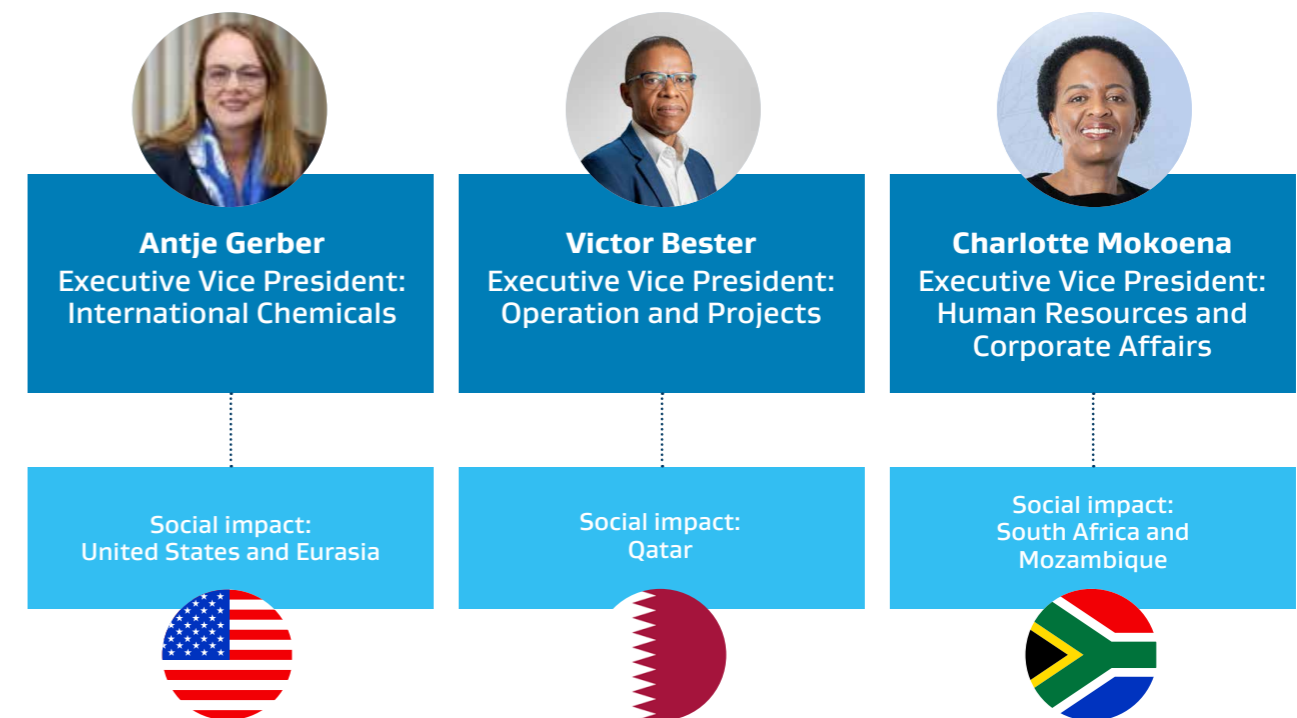 Antje Gerber
Executive Vice President:
International Chemicals
Victor Bester
Executive Vice President:
Operation and Projects
Charlotte Mokoena
Executive Vice President:
Human Resources and
Corporate Affairs
Social impact:
United States and Eurasia
Social impact:
Qatar
Social impact:
South Africa and
Mozambique